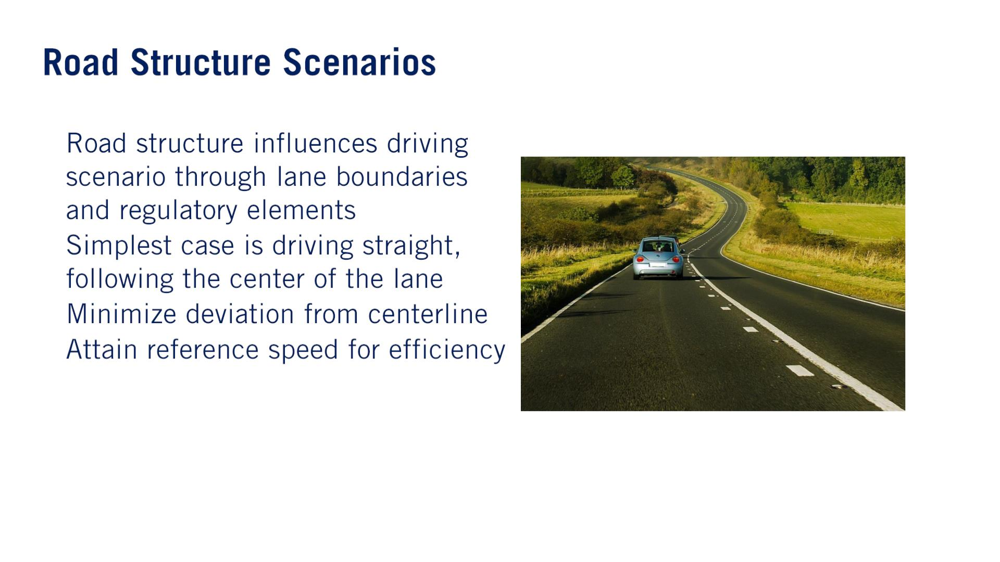 Road Structure Scenarios
Road structure influences driving
scenario through lane boundaries
and regulatory elements
Simplest case is driving straight,
following the center of the lane
Minimize deviation from centerline
Attain reference speed for efficiency